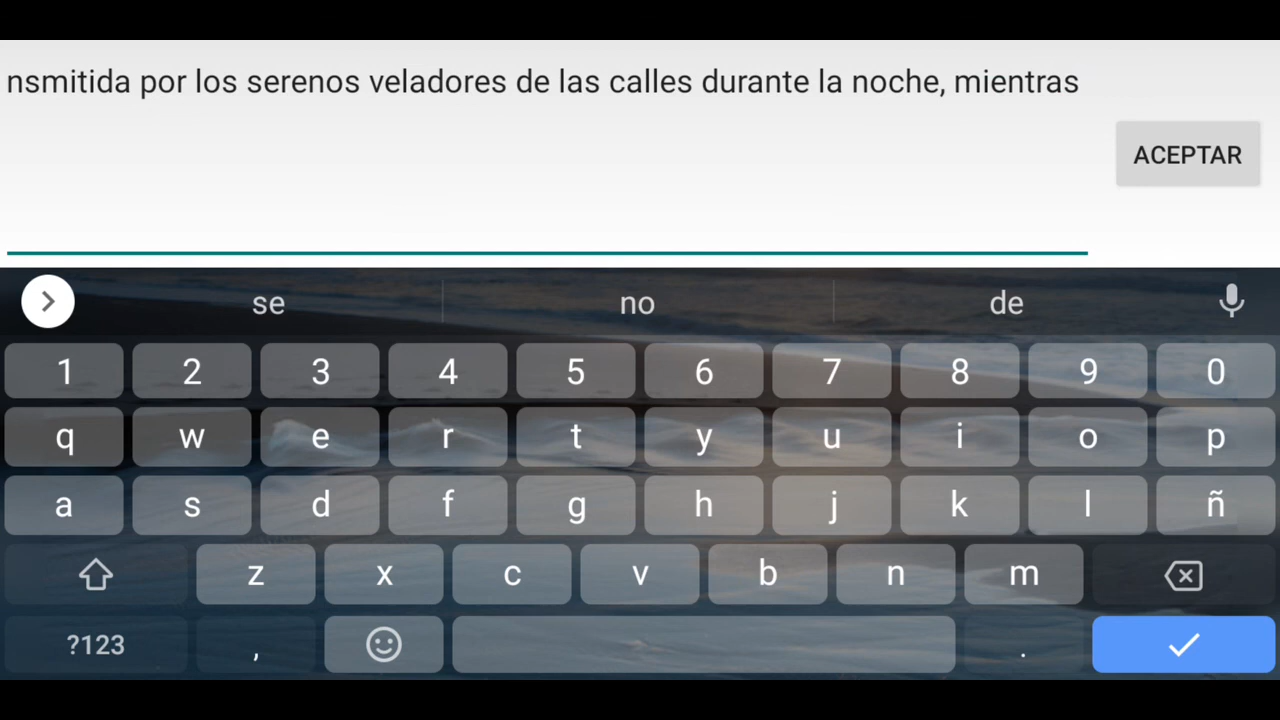 nsmitida por los serenos veladores de las calles durante la noche, mientras
ACEPTAR
se no de
1 2 3 4 5 6 7 8 9 0
q w e r t y u i o p
a s d f g h j k l ñ
z x c v b n m
?123 , .